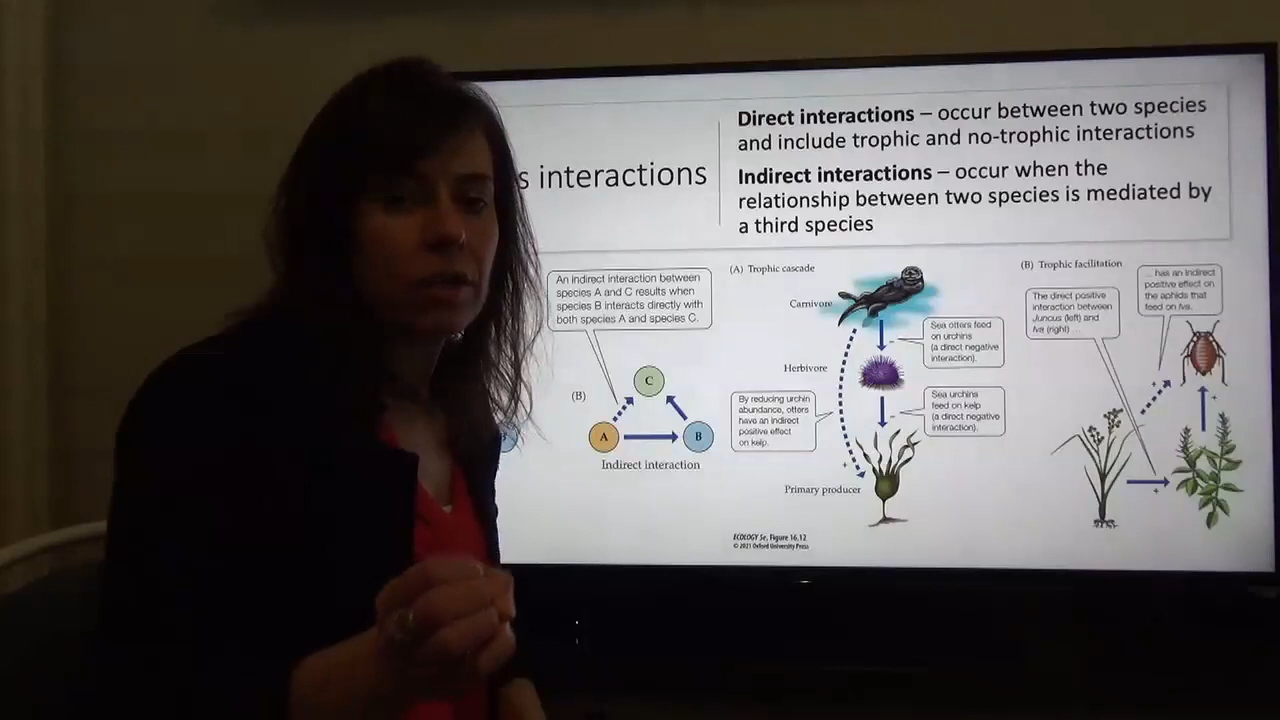 s interactions
Direct interactions – occur between two species
and include trophic and no-trophic interactions
Indirect interactions – occur when the
relationship between two species is mediated by
a third species
An indirect interaction between
species A and C results when
species B interacts directly with
both species A and species C.
(B)
C
A
B
Indirect interaction
(A) Trophic cascade
Carnivore
Sea otters feed
on urchins
(a direct negative
interaction).
-
Herbivore
By reducing urchin
abundance, otters
have an indirect
positive effect
on kelp.
Sea urchins
feed on kelp
(a direct negative
interaction).
-
+
Primary producer
ECOLOGY 5e, Figure 16.12
© 2021 Oxford University Press
(B) Trophic facilitation
The direct positive
interaction between
Juncus (left) and
Iva (right) ...
... has an indirect
positive effect on
the aphids that
feed on Iva.
+
+
+